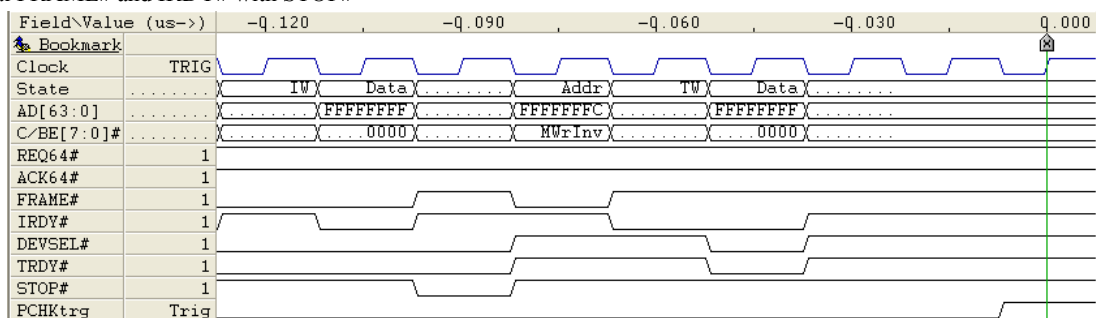 Field\Value (us->) -0.120 -0.090 -0.060 -0.030 0.000
Bookmark
Clock TRIG
State ........ IW Data ........ Addr TW Data ........
AD[63:0] ........ ........ FFFFFFFF ........ FFFFFFFC ........ FFFFFFFF ........
C/BE[7:0]# ........ ........ ..0000 ........ MWrInv ........ ..0000 ........
REQ64# 1
ACK64# 1
FRAME# 1
IRDY# 1
DEVSEL# 1
TRDY# 1
STOP# 1
PCHKtrg Trig